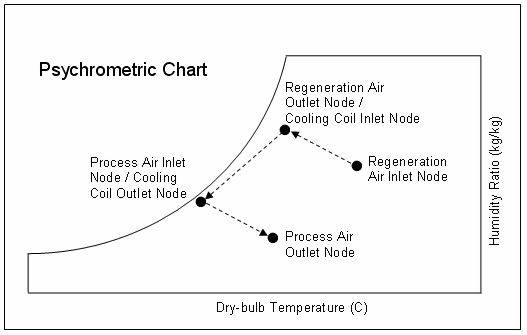 Psychrometric Chart
Regeneration Air
Outlet Node /
Cooling Coil Inlet Node
Process Air Inlet
Node / Cooling
Coil Outlet Node
Regeneration
Air Inlet Node
Process Air
Outlet Node
Humidity Ratio (kg/kg)
Dry-bulb Temperature (C)